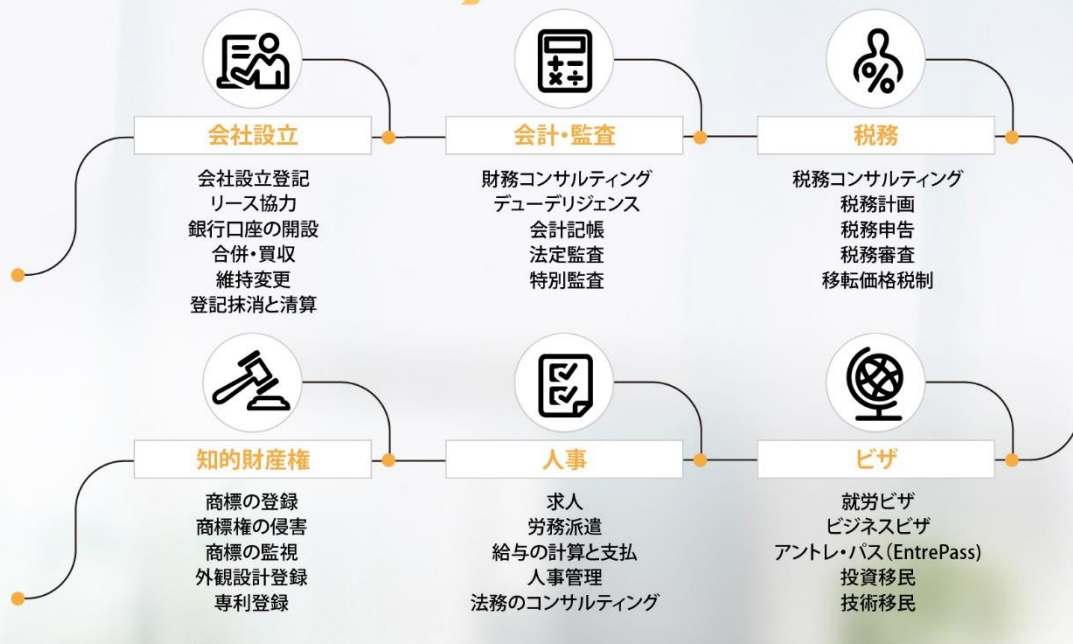 会社設立
会社設立登記
リース協力
銀行口座の開設
合併・買収
維持変更
登記抹消と清算
会計・監査
財務コンサルティング
デューデリジェンス
会計記帳
法定監査
特別監査
税務
税務コンサルティング
税務計画
税務申告
税務審査
移転価格税制
知的財産権
商標の登録
商標権の侵害
商標の監視
外観設計登録
専利登録
人事
求人
労務派遣
給与の計算と支払
人事管理
法務のコンサルティング
ビザ
就労ビザ
ビジネスビザ
アントレ・パス(EntrePass)
投資移民
技術移民